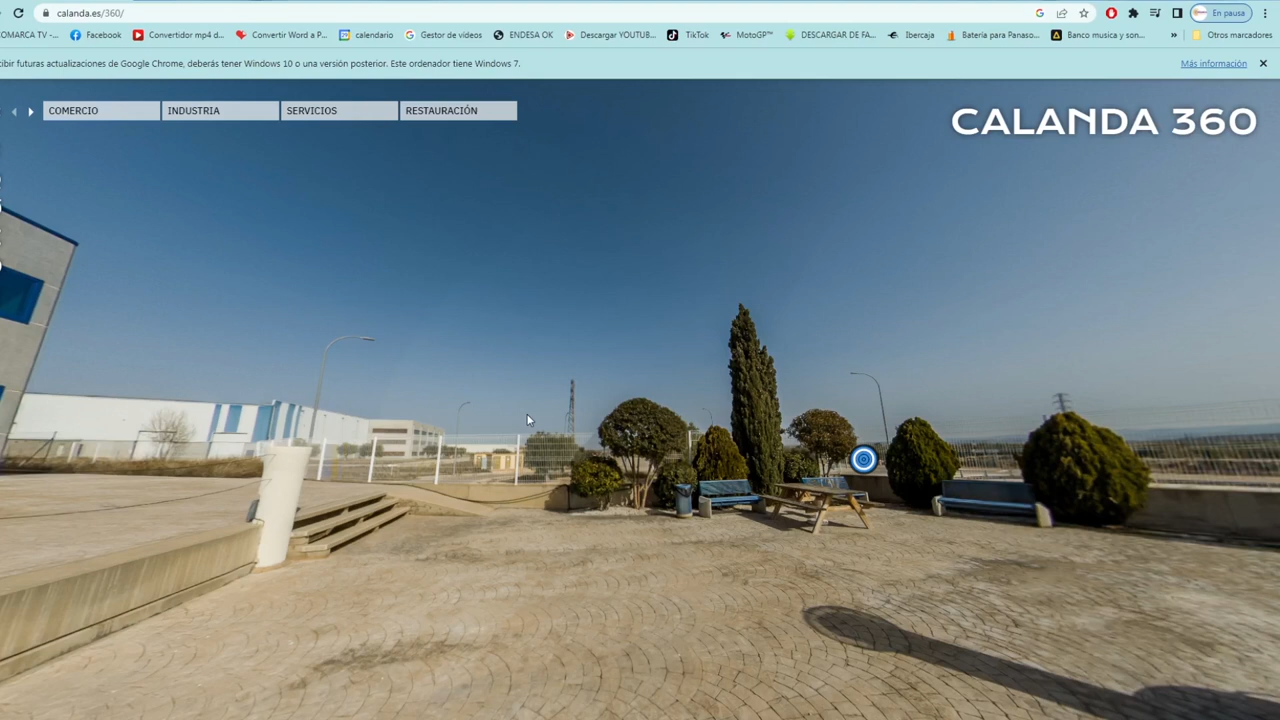 calanda.es/360/
En pausa
OMARCA TV -... Facebook Convertidor mp4 d... Convertir Word a P... calendario Gestor de vídeos ENDESA OK Descargar YOUTUB... TikTok MotoGP™ DESCARGAR DE FA... Ibercaja Batería para Panaso... Banco musica y son... » Otros marcadores
cibir futuras actualizaciones de Google Chrome, deberás tener Windows 10 o una versión posterior. Este ordenador tiene Windows 7.
Más información
COMERCIO INDUSTRIA SERVICIOS RESTAURACIÓN
CALANDA 360